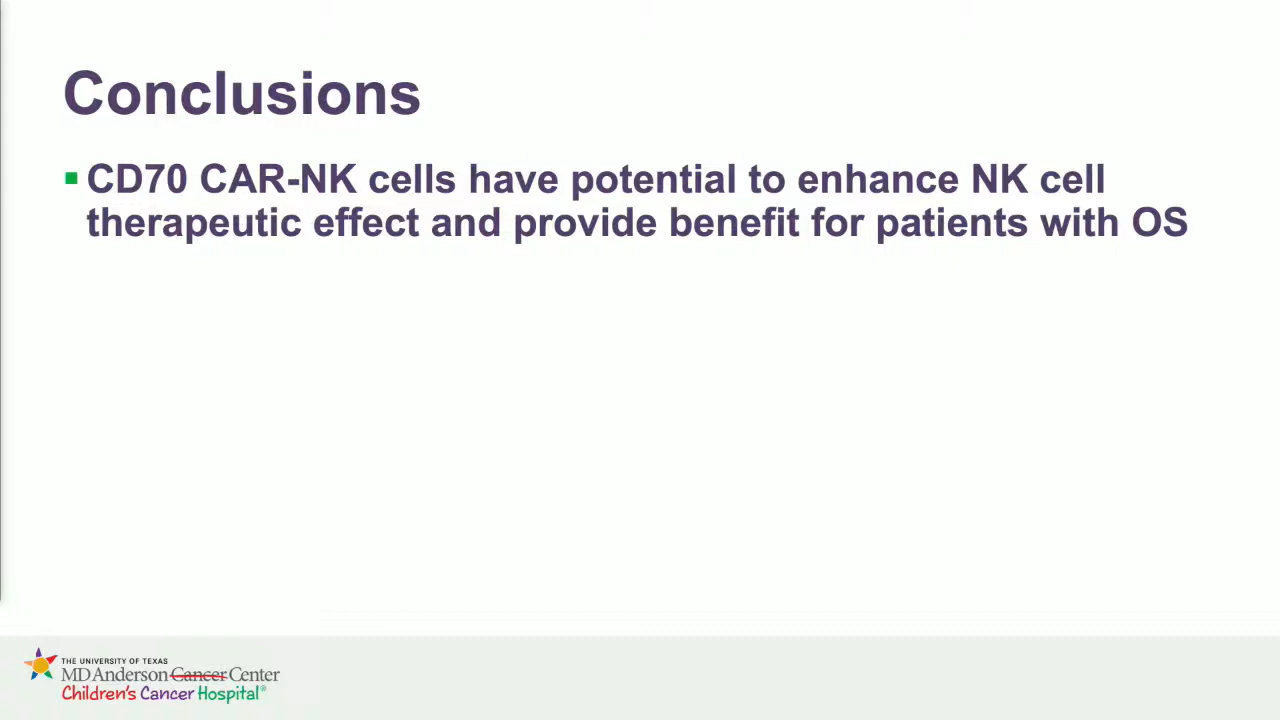 Conclusions
CD70 CAR-NK cells have potential to enhance NK cell
therapeutic effect and provide benefit for patients with OS
THE UNIVERSITY OF TEXAS
MD Anderson Cancer Center
Children's Cancer Hospital®